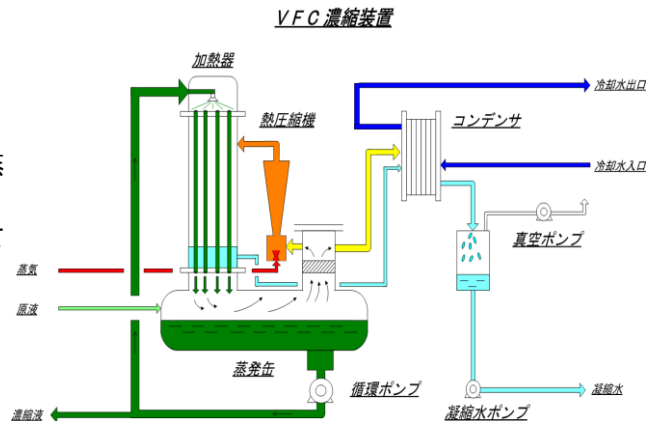 VFC濃縮装置
加熱器
熱圧縮機
コンデンサ
冷却水出口
冷却水入口
真空ポンプ
蒸気
原液
蒸発缶
循環ポンプ
凝縮水ポンプ
凝縮水
濃縮液